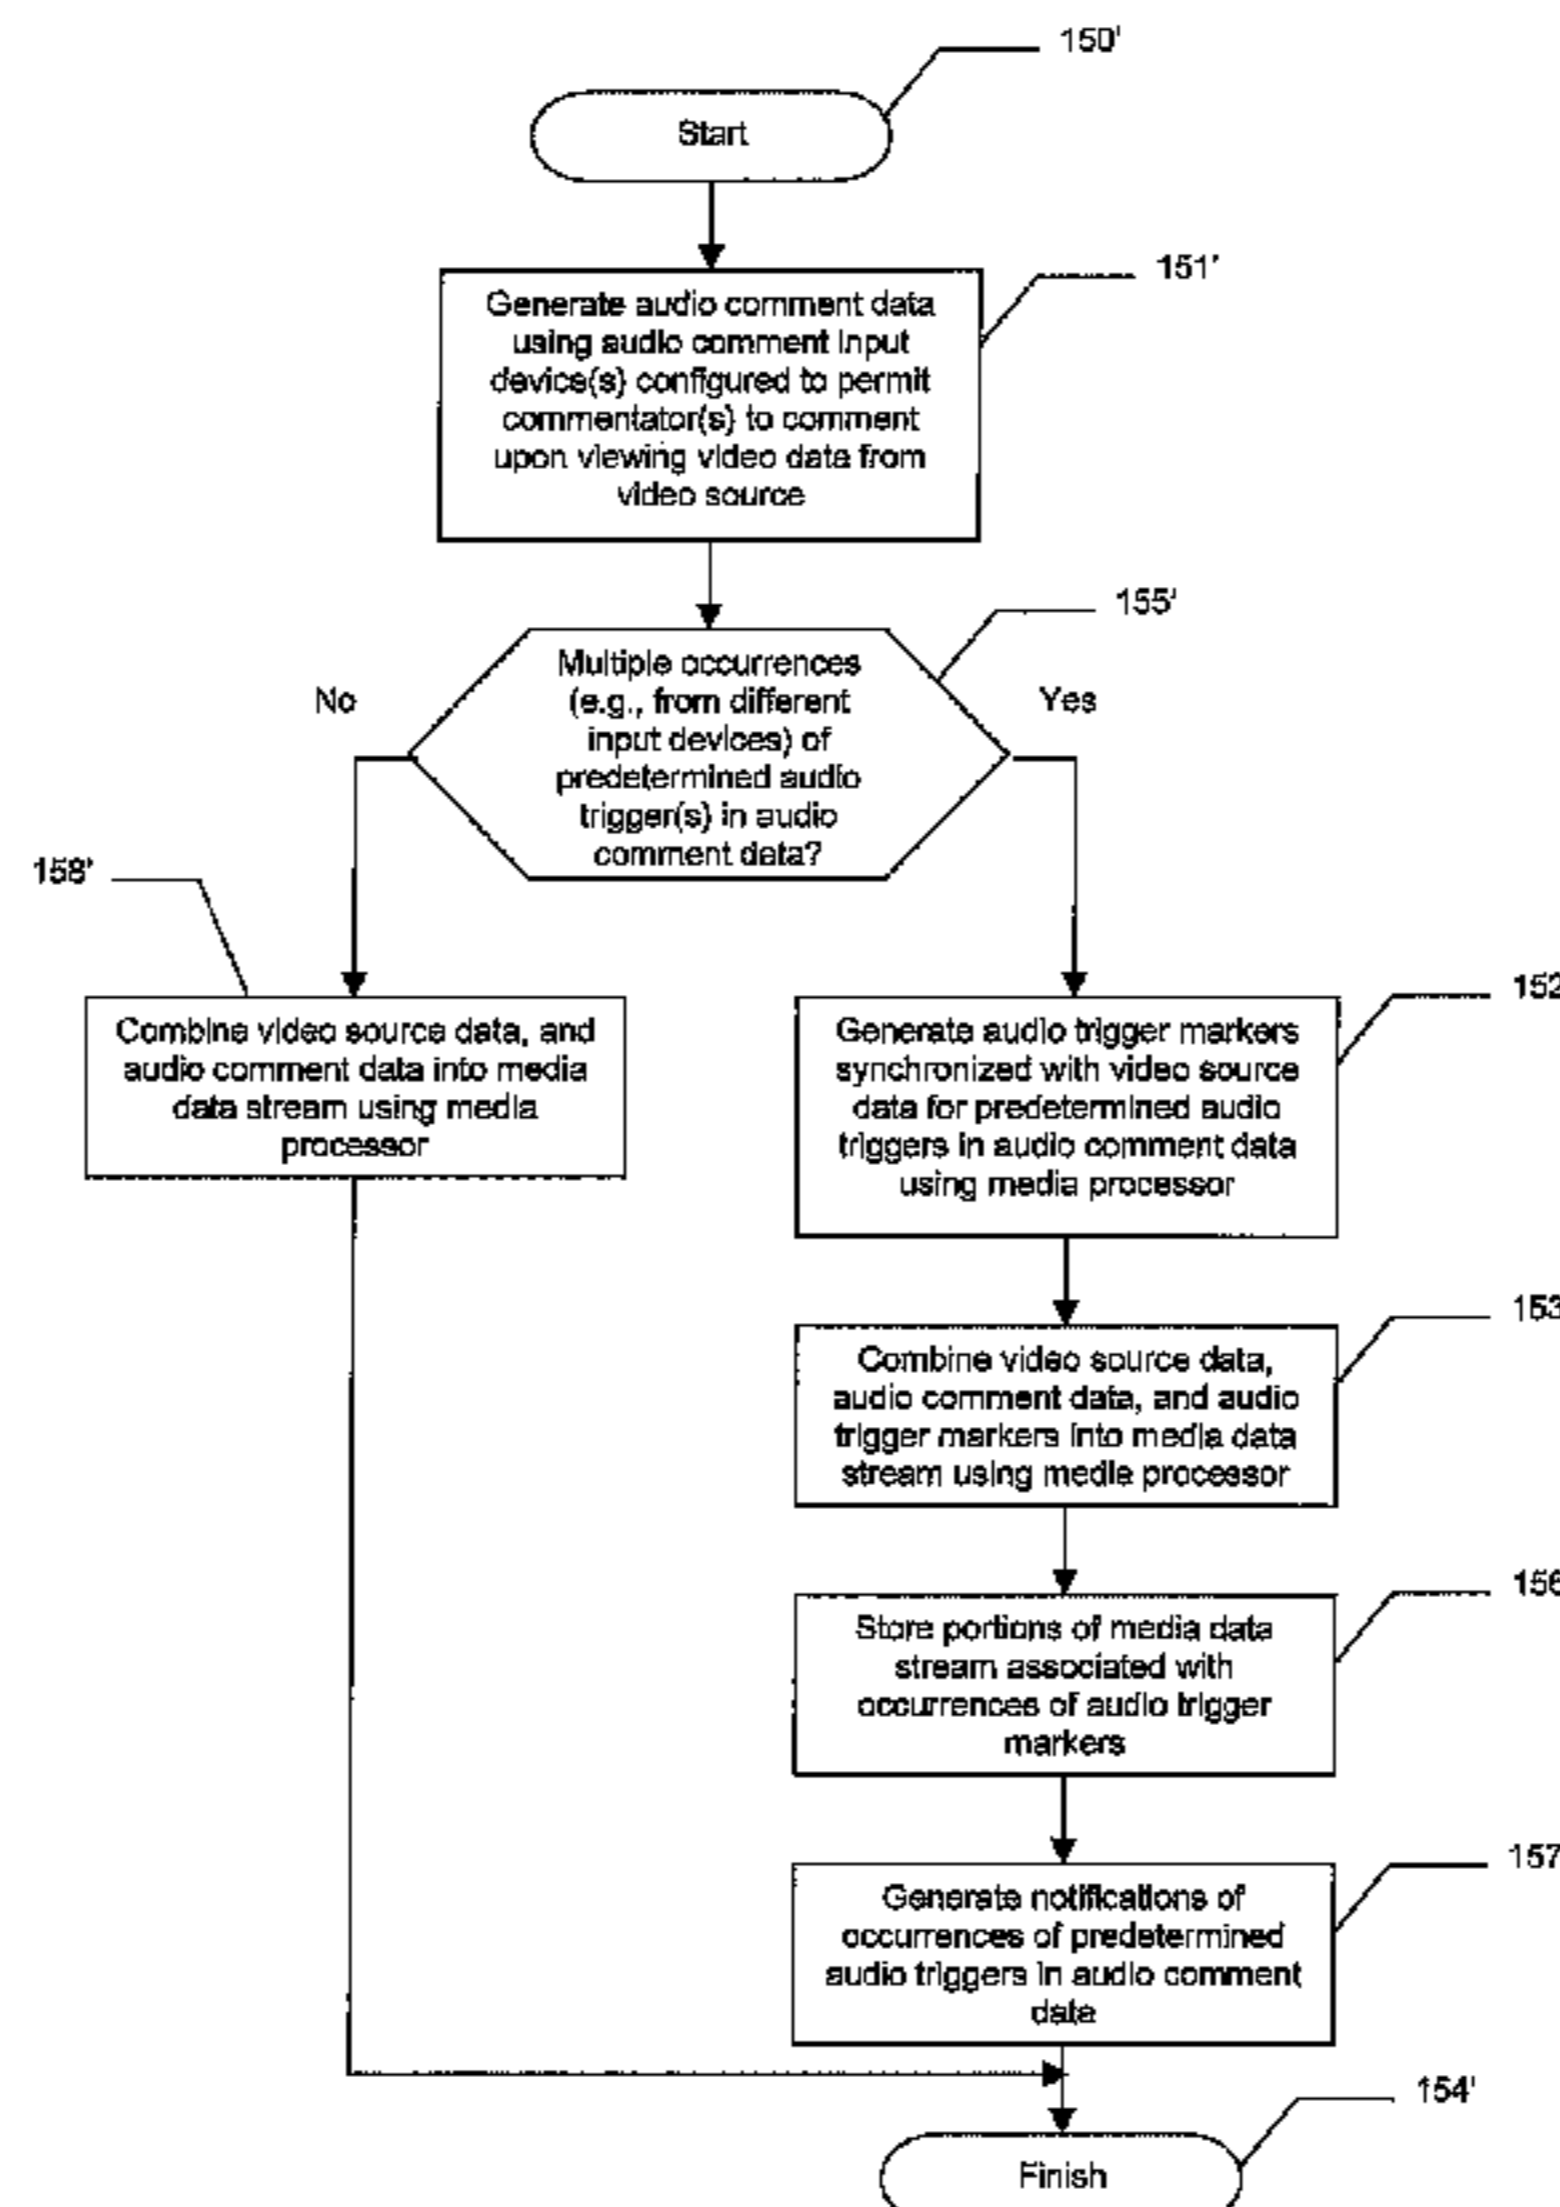 150'
Start
151'
Generate audio comment data
using audio comment input
device(s) configured to permit
commentator(s) to comment
upon viewing video data from
video source
155'
Multiple occurrences
(e.g., from different
input devices) of
predetermined audio
trigger(s) in audio
comment data?
No
Yes
158'
Combine video source data, and
audio comment data into media
data stream using media
processor
152
Generate audio trigger markers
synchronized with video source
data for predetermined audio
triggers in audio comment data
using media processor
153
Combine video source data,
audio comment data, and audio
trigger markers into media data
stream using media processor
156
Store portions of media data
stream associated with
occurrences of audio trigger
markers
157
Generate notifications of
occurrences of predetermined
audio triggers in audio comment
data
154'
Finish